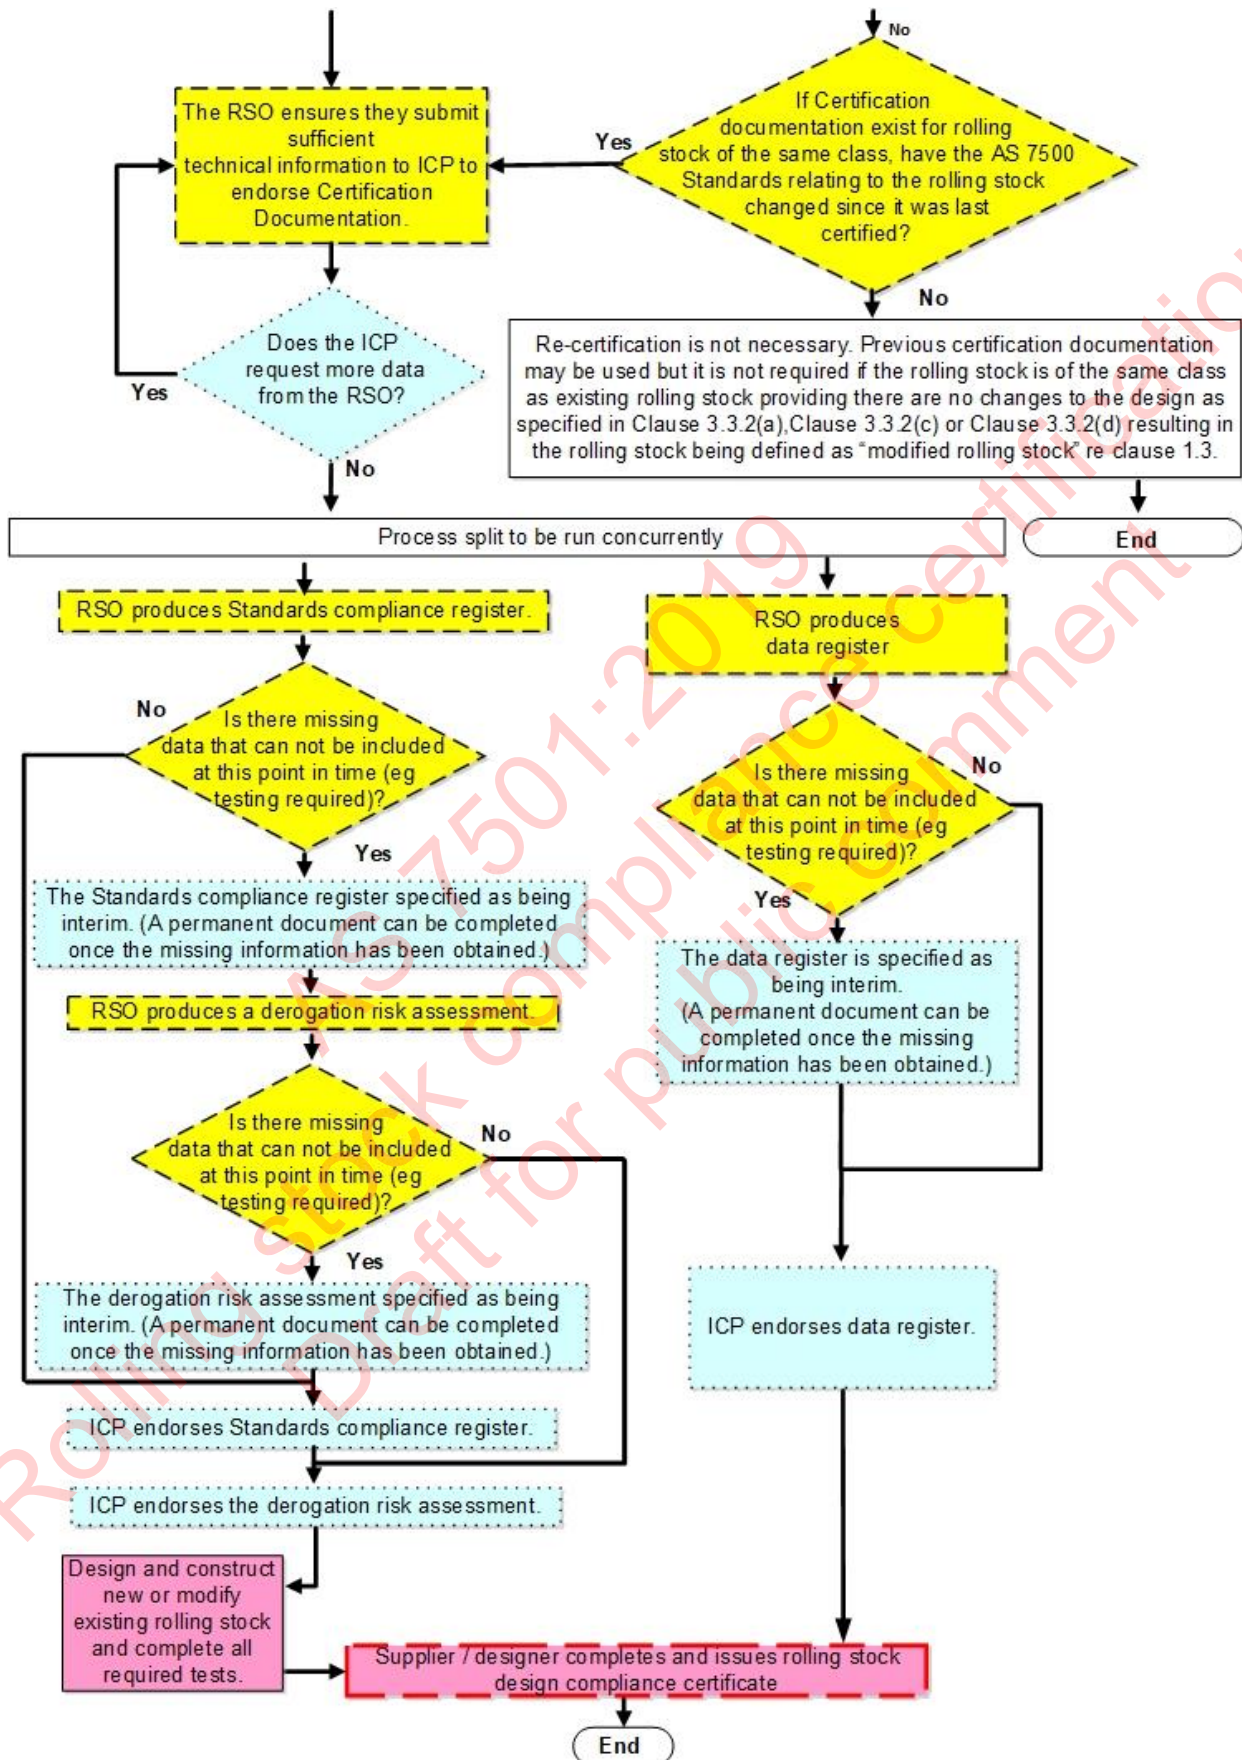 No
The RSO ensures they submit
sufficient
technical information to ICP to
endorse Certification
Documentation.
Yes
If Certification
documentation exist for rolling
stock of the same class, have the AS 7500
Standards relating to the rolling stock
changed since it was last
certified?
No
Does the ICP
request more data
from the RSO?
Yes
No
Re-certification is not necessary. Previous certification documentation
may be used but it is not required if the rolling stock is of the same class
as existing rolling stock providing there are no changes to the design as
specified in Clause 3.3.2(a),Clause 3.3.2(c) or Clause 3.3.2(d) resulting in
the rolling stock being defined as "modified rolling stock" re clause 1.3.
Process split to be run concurrently
End
RSO produces Standards compliance register.
RSO produces
data register
No
Is there missing
data that can not be included
at this point in time (eg
testing required)?
Yes
Is there missing
data that can not be included
at this point in time (eg
testing required)?
No
Yes
The Standards compliance register specified as being
interim. (A permanent document can be completed
once the missing information has been obtained.)
The data register is specified as
being interim.
(A permanent document can be
completed once the missing
information has been obtained.)
RSO produces a derogation risk assessment.
Is there missing
data that can not be included
at this point in time (eg
testing required)?
No
Yes
The derogation risk assessment specified as being
interim. (A permanent document can be completed
once the missing information has been obtained.)
ICP endorses data register.
ICP endorses Standards compliance register.
ICP endorses the derogation risk assessment.
Design and construct
new or modify
existing rolling stock
and complete all
required tests.
Supplier / designer completes and issues rolling stock
design compliance certificate
End
AS 7501:2019
Rolling stock compliance certification
Draft for public comment